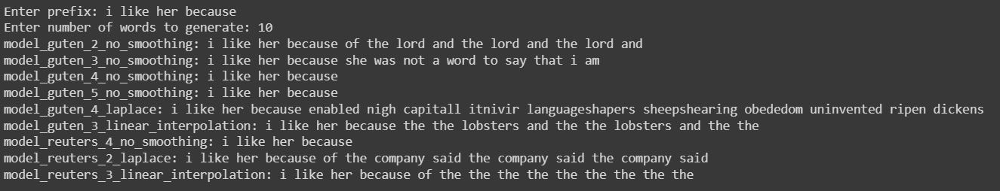 Enter prefix: i like her because
Enter number of words to generate: 10
model_guten_2_no_smoothing: i like her because of the lord and the lord and the lord and
model_guten_3_no_smoothing: i like her because she was not a word to say that i am
model_guten_4_no_smoothing: i like her because
model_guten_5_no_smoothing: i like her because
model_guten_4_laplace: i like her because enabled nigh capitall itnivir languageshapers sheepshearing obededom uninvented ripen dickens
model_guten_3_linear_interpolation: i like her because the the lobsters and the the lobsters and the the
model_reuters_4_no_smoothing: i like her because
model_reuters_2_laplace: i like her because of the company said the company said the company said
model_reuters_3_linear_interpolation: i like her because of the the the the the the the the the